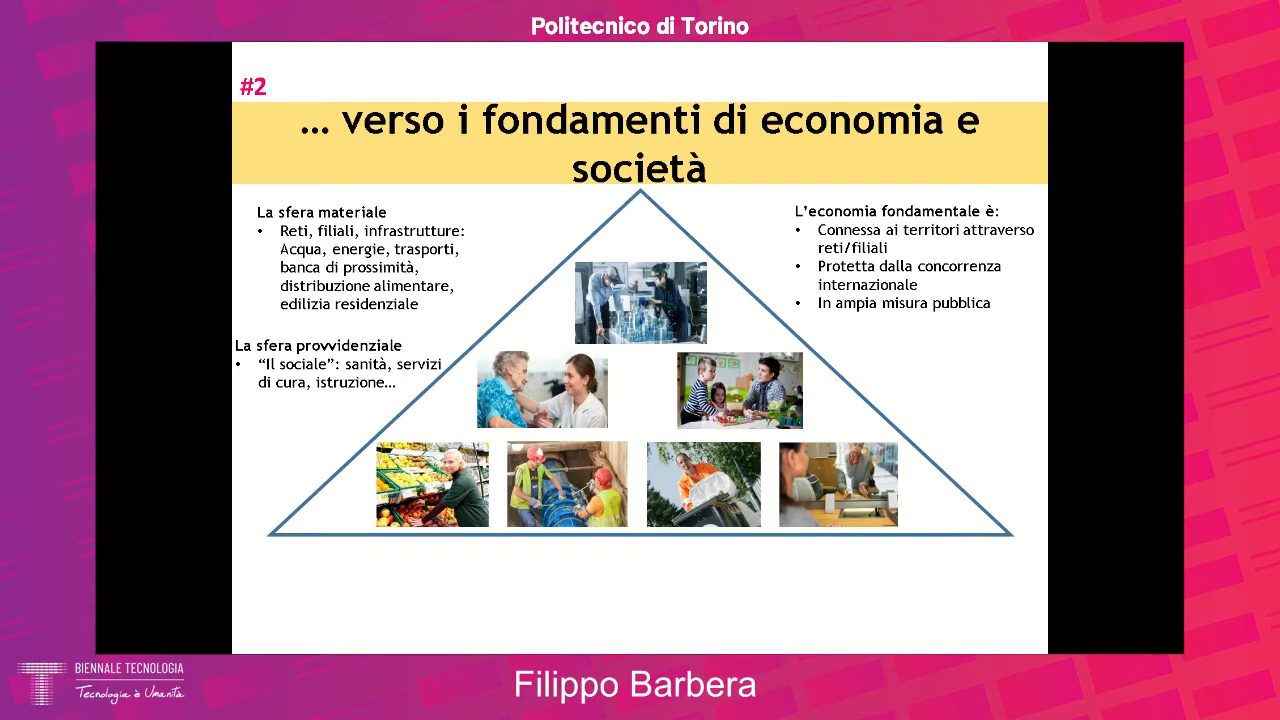 Politecnico di Torino
#2
... verso i fondamenti di economia e
società
La sfera materiale
• Reti, filiali, infrastrutture:
Acqua, energie, trasporti,
banca di prossimità,
distribuzione alimentare,
edilizia residenziale
La sfera provvidenziale
• “Il sociale”: sanità, servizi
di cura, istruzione…
L’economia fondamentale è:
• Connessa ai territori attraverso
reti/filiali
• Protetta dalla concorrenza
internazionale
• In ampia misura pubblica
BIENNALE TECNOLOGIA
Tecnologia è Umanità
Filippo Barbera